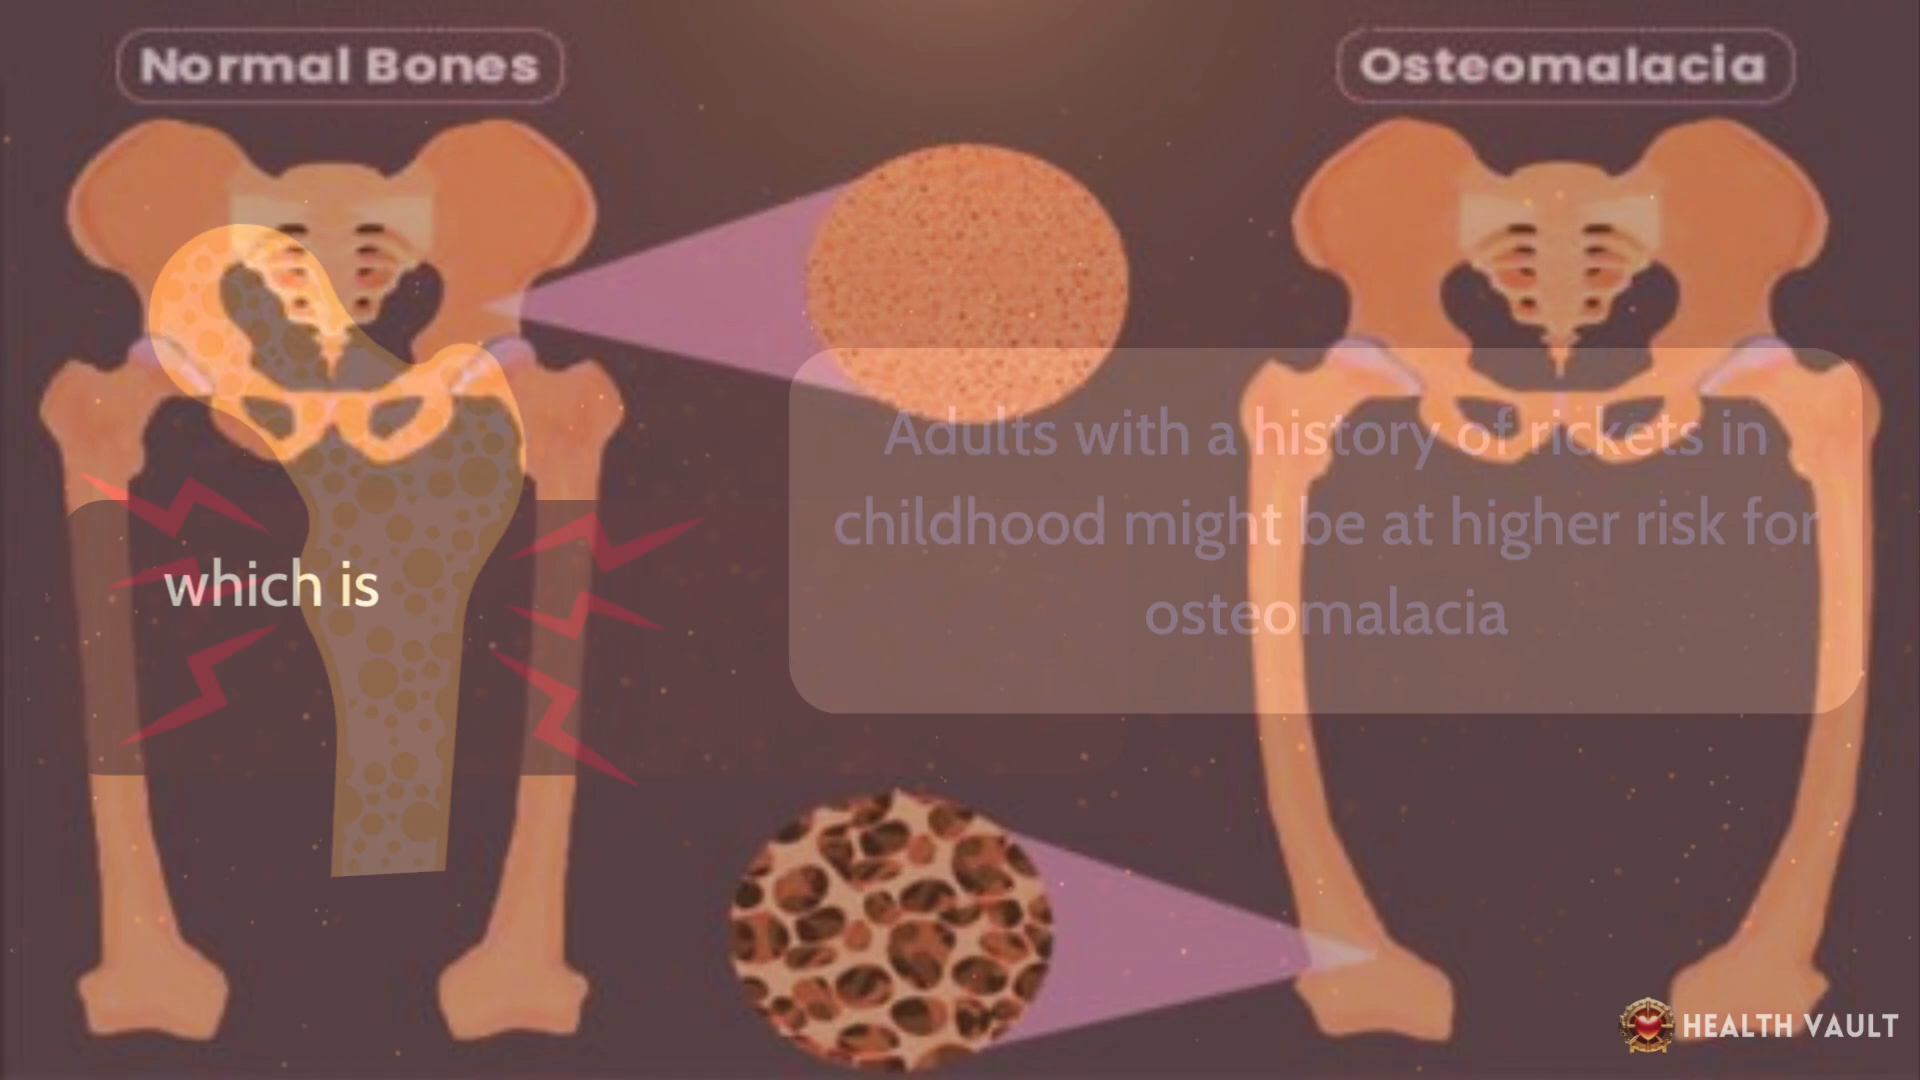 Normal Bones
Osteomalacia
Adults with a history of rickets in
childhood might be at higher risk for
osteomalacia
which is
HEALTH VAULT